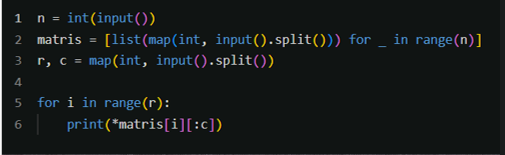 1 n = int(input())
2 matris = [list(map(int, input().split())) for _ in range(n)]
3 r, c = map(int, input().split())
4
5 for i in range(r):
6     print(*matris[i][:c])